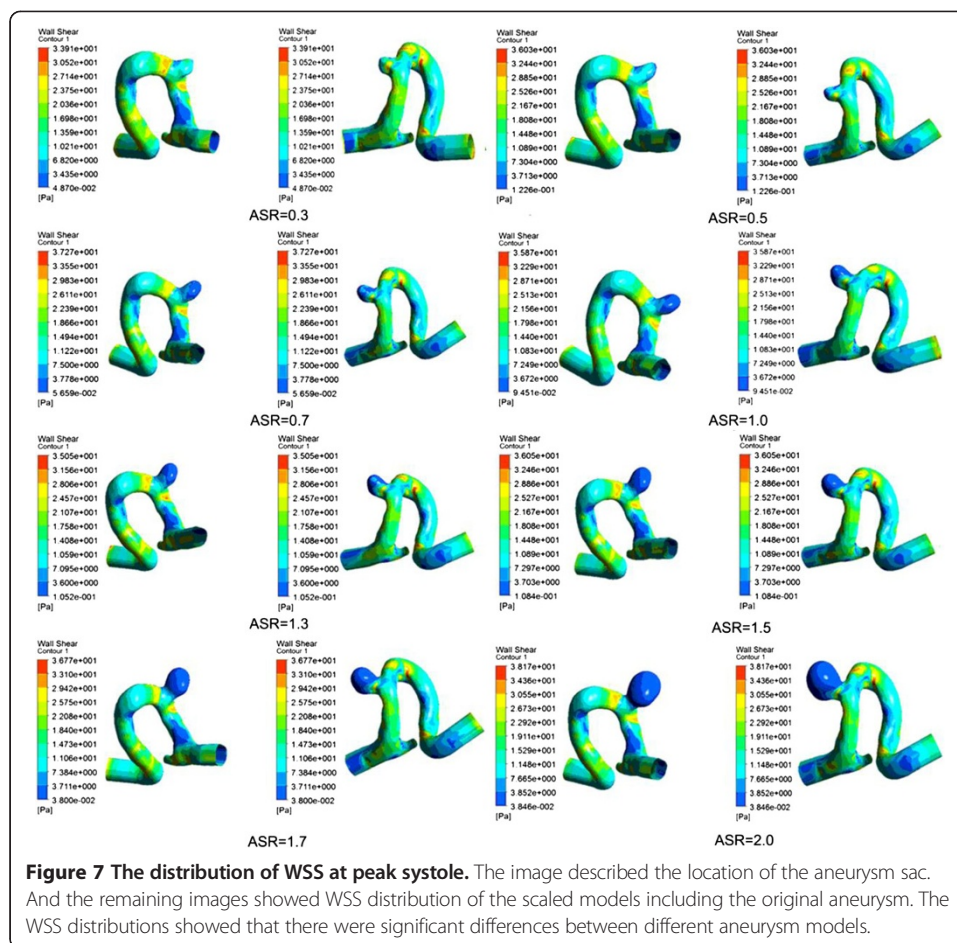 Wall Shear Wall Shear Wall Shear Wall Shear
Contour 1 Contour 1 Contour 1 Contour 1
3.391e+001 3.391e+001 3.603e+001 3.603e+001
3.052e+001 3.052e+001 3.244e+001 3.244e+001
2.714e+001 2.714e+001 2.885e+001 2.885e+001
2.375e+001 2.375e+001 2.526e+001 2.526e+001
2.036e+001 2.036e+001 2.167e+001 2.167e+001
1.698e+001 1.698e+001 1.808e+001 1.808e+001
1.359e+001 1.359e+001 1.448e+001 1.448e+001
1.021e+001 1.021e+001 1.089e+001 1.089e+001
6.820e+000 6.820e+000 7.304e+000 7.304e+000
3.435e+000 3.435e+000 3.713e+000 3.713e+000
4.870e-002 4.870e-002 1.226e-001 1 226e-001
[Pa] [Pa] [Pa] [Pa]
ASR=0.3 ASR=0.5
Wall Shear Wall Shear Wall Shear Wall Shear
Contour 1 Contour 1 Contour 1 Contour 1
3.727e+001 3.727e+001 3.587e+001 3.587e+001
3.355e+001 3.355e+001 3.229e+001 3.229e+001
2.983e+001 2.983e+001 2.871e+001 2.871e+001
2.611e+001 2.611e+001 2.513e+001 2.513e+001
2.239e+001 2.239e+001 2.156e+001 2.156e+001
1.866e+001 1.866e+001 1.798e+001 1.798e+001
1.494e+001 1.494e+001 1.440e+001 1.440e+001
1.122e+001 1.122e+001 1.083e+001 1.083e+001
7.500e+000 7.500e+000 7.249e+000 7.249e+000
3.778e+000 3.778e+000 3.672e+000 3.672e+000
5.659e-002 5.659e-002 9.451e-002 9.451e-002
[Pa] [Pa] [Pa] [Pa]
ASR=0.7 ASR=1.0
Wall Shear Wall Shear Wall Shear Wall Shear
Contour 1 Contour 1 Contour 1 Contour 1
3.505e+001 3.505e+001 3.605e+001 3.605e+001
3.156e+001 3.156e+001 3.246e+001 3.246e+001
2.806e+001 2.806e+001 2.886e+001 2.886e+001
2.457e+001 2.457e+001 2.527e+001 2.527e+001
2.107e+001 2.107e+001 2.167e+001 2.167e+001
1.758e+001 1.758e+001 1.808e+001 1.808e+001
1.408e+001 1.408e+001 1.448e+001 1.448e+001
1.059e+001 1.059e+001 1.089e+001 1.089e+001
7.095e+000 7.095e+000 7.297e+000 7.297e+000
3.600e+000 3.600e+000 3.703e+000 3.703e+000
1.052e-001 1.052e-001 1.084e-001 1.084e-001
[Pa] [Pa] [Pa] [Pa]
ASR=1.3 ASR=1.5
Wall Shear Wall Shear Wall Shear Wall Shear
Contour 1 Contour 1 Contour 1 Contour 1
3.677e+001 3.677e+001 3.817e+001 3.817e+001
3.310e+001 3.310e+001 3.436e+001 3.436e+001
2.942e+001 2.942e+001 3.055e+001 3.055e+001
2.575e+001 2.575e+001 2.673e+001 2.673e+001
2.208e+001 2.208e+001 2.292e+001 2.292e+001
1.840e+001 1.840e+001 1.911e+001 1.911e+001
1.473e+001 1.473e+001 1.529e+001 1.529e+001
1.106e+001 1.106e+001 1.148e+001 1.148e+001
7.384e+000 7.384e+000 7.665e+000 7.665e+000
3.711e+000 3.711e+000 3.852e+000 3.852e+000
3.800e-002 3.800e-002 3.846e-002 3.846e-002
[Pa] [Pa] [Pa] [Pa]
ASR=1.7 ASR=2.0
Figure 7 The distribution of WSS at peak systole. The image described the location of the aneurysm sac.
And the remaining images showed WSS distribution of the scaled models including the original aneurysm. The
WSS distributions showed that there were significant differences between different aneurysm models.